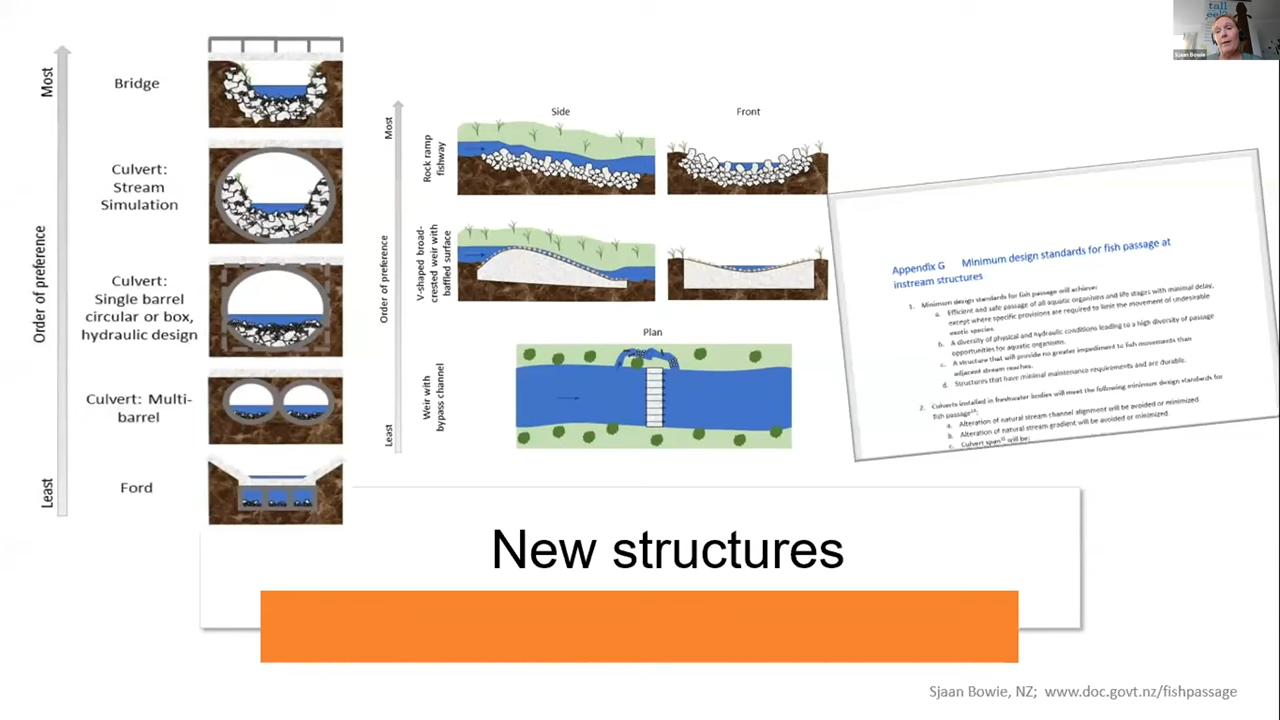 Most
Order of preference
Least
Bridge
Culvert:
Stream
Simulation
Culvert:
Single barrel
circular or box,
hydraulic design
Culvert: Multi-
barrel
Ford
Most
Order of preference
Least
Side
Front
Rock ramp
fishway
V-shaped broad-
crested weir with
baffled surface
Plan
Weir with
bypass channel
Appendix G Minimum design standards for fish passage at
instream structures
1. Minimum design standards for fish passage will achieve:
a. Efficient and safe passage of all aquatic organisms and life stages with minimal delay,
except where specific provisions are required to limit the movement of undesirable
exotic species.
b. A diversity of physical and hydraulic conditions leading to a high diversity of passage
opportunities for aquatic organisms.
c. A structure that will provide no greater impediment to fish movements than
adjacent stream reaches.
d. Structures that have minimal maintenance requirements and are durable.
2. Culverts installed in freshwater bodies will meet the following minimum design standards for
fish passage
a. Alteration of natural stream channel alignment will be avoided or minimized
b. Alteration of natural stream gradient will be avoided or minimized
c. Culvert span will be:
New structures
Sjaan Bowie, NZ; www.doc.govt.nz/fishpassage
tall
Sjaan Bowie